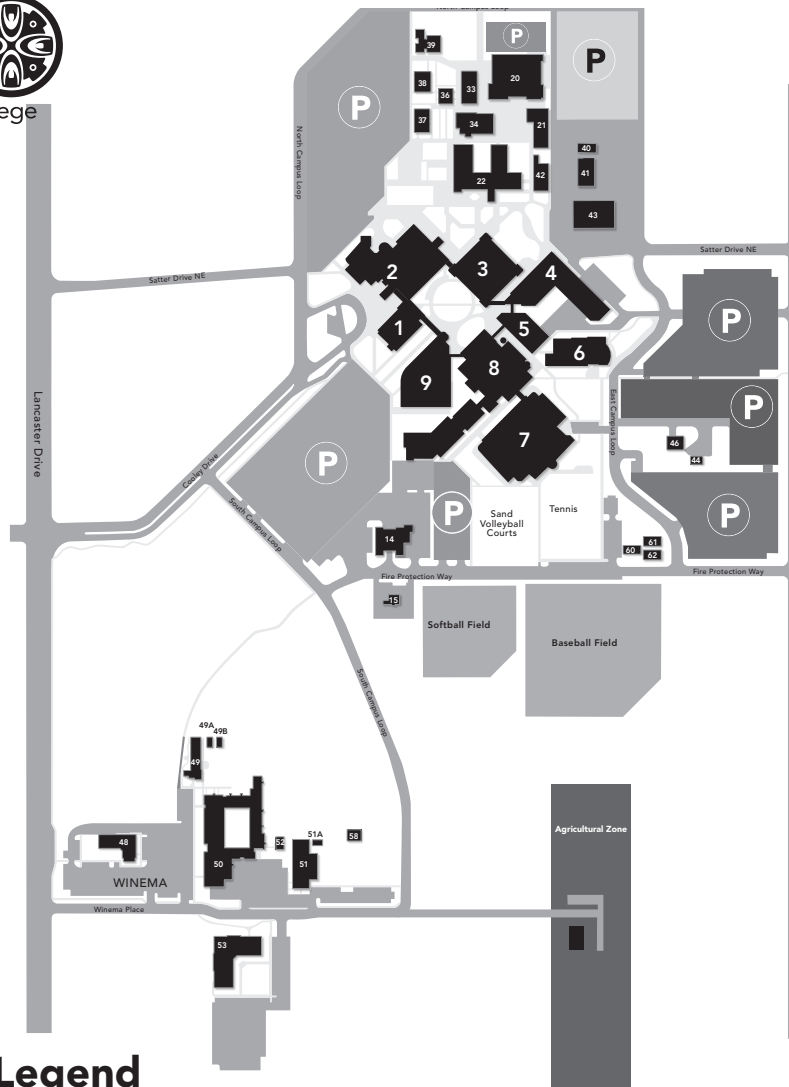 North Campus Loop
ege
39
P
P
P
38
36
33
20
37
34
21
40
22
42
41
43
North Campus Loop
Satter Drive NE
Satter Drive NE
2
3
4
1
5
P
8
6
9
7
P
East Campus Loop
46
44
Lancaster Drive
P
Cooley Drive
South Campus Loop
P
Sand
Volleyball
Courts
Tennis
P
14
60
61
62
Fire Protection Way
Fire Protection Way
15
Softball Field
Baseball Field
South Campus Loop
49A
49B
49
48
50
52
51A
51
58
Agricultural Zone
WINEMA
Winema Place
53
Legend